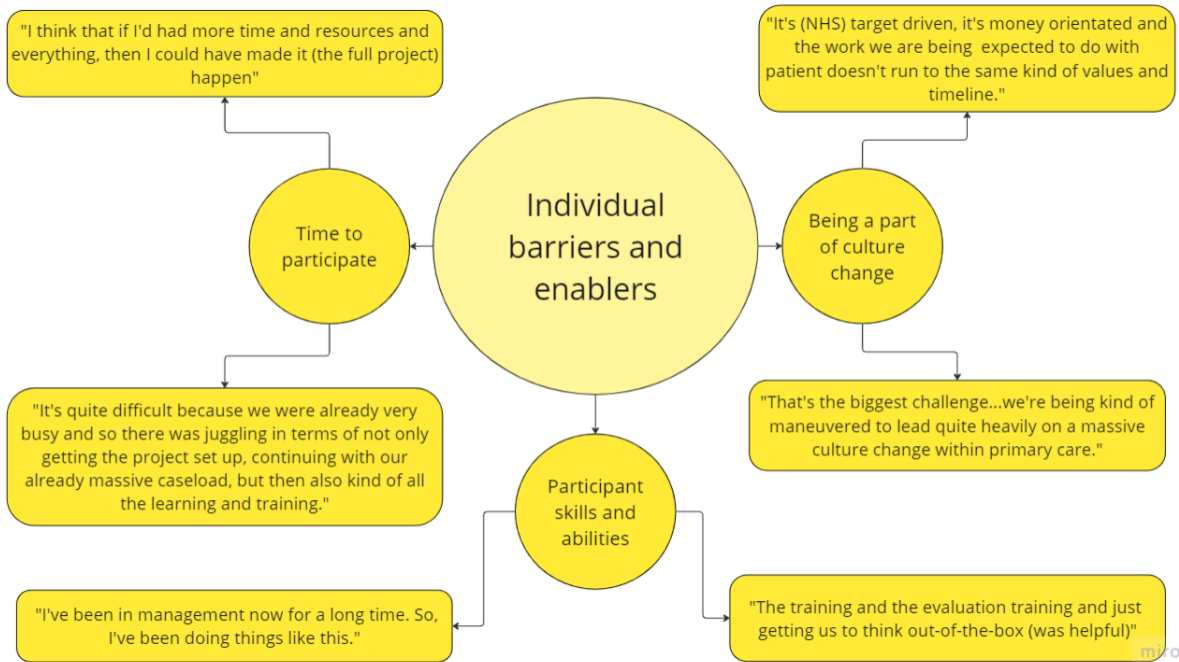 "I think that if I'd had more time and resources and
everything, then I could have made it (the full project)
happen"
"It's (NHS) target driven, it's money orientated and
the work we are being expected to do with
patient doesn't run to the same kind of values and
timeline."
Individual
barriers and
enablers
Time to
participate
Being a part
of culture
change
"It's quite difficult because we were already very
busy and so there was juggling in terms of not only
getting the project set up, continuing with our
already massive caseload, but then also kind of all
the learning and training."
"That's the biggest challenge...we're being kind of
maneuvered to lead quite heavily on a massive
culture change within primary care."
Participant
skills and
abilities
"I've been in management now for a long time. So,
I've been doing things like this."
"The training and the evaluation training and just
getting us to think out-of-the-box (was helpful)"
miro